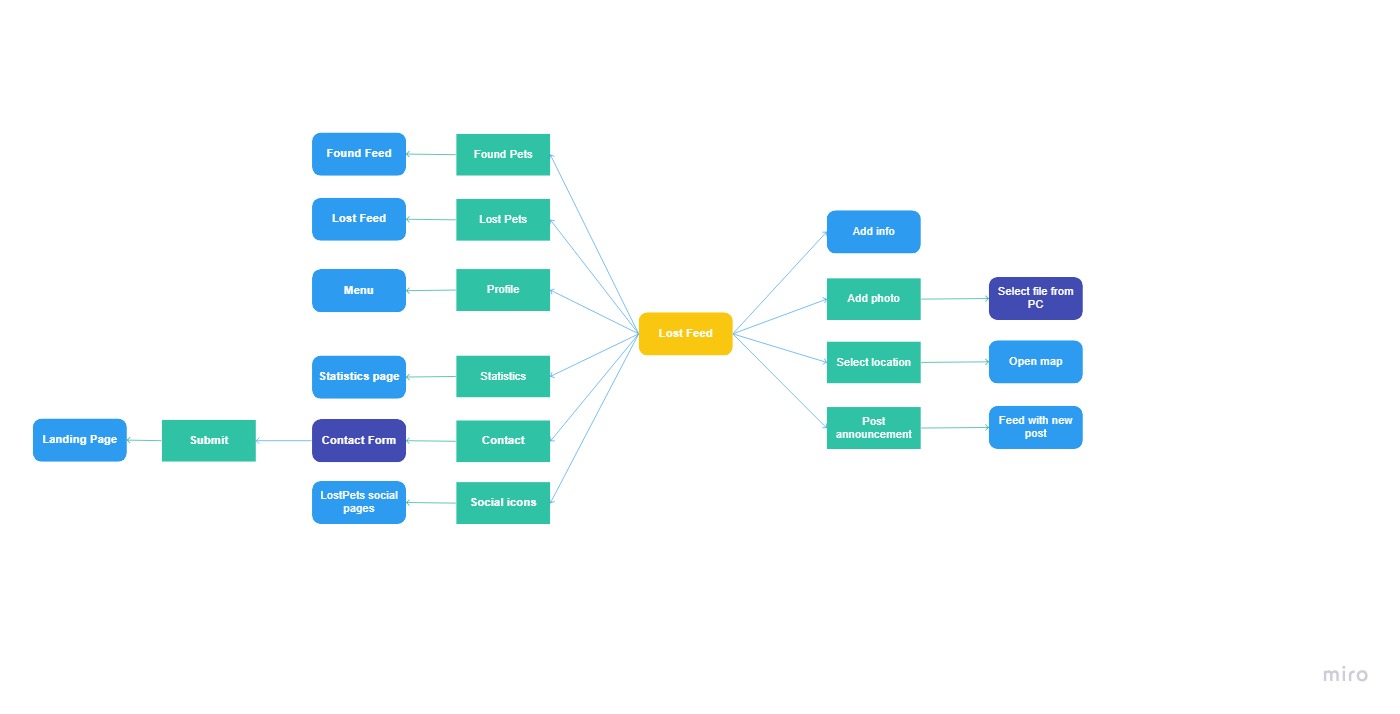 Found Feed
Found Pets
Lost Feed
Lost Pets
Add info
Menu
Profile
Add photo
Select file from
PC
Lost Feed
Select location
Open map
Statistics page
Statistics
Post
announcement
Feed with new
post
Landing Page
Submit
Contact Form
Contact
LostPets social
pages
Social icons
miro